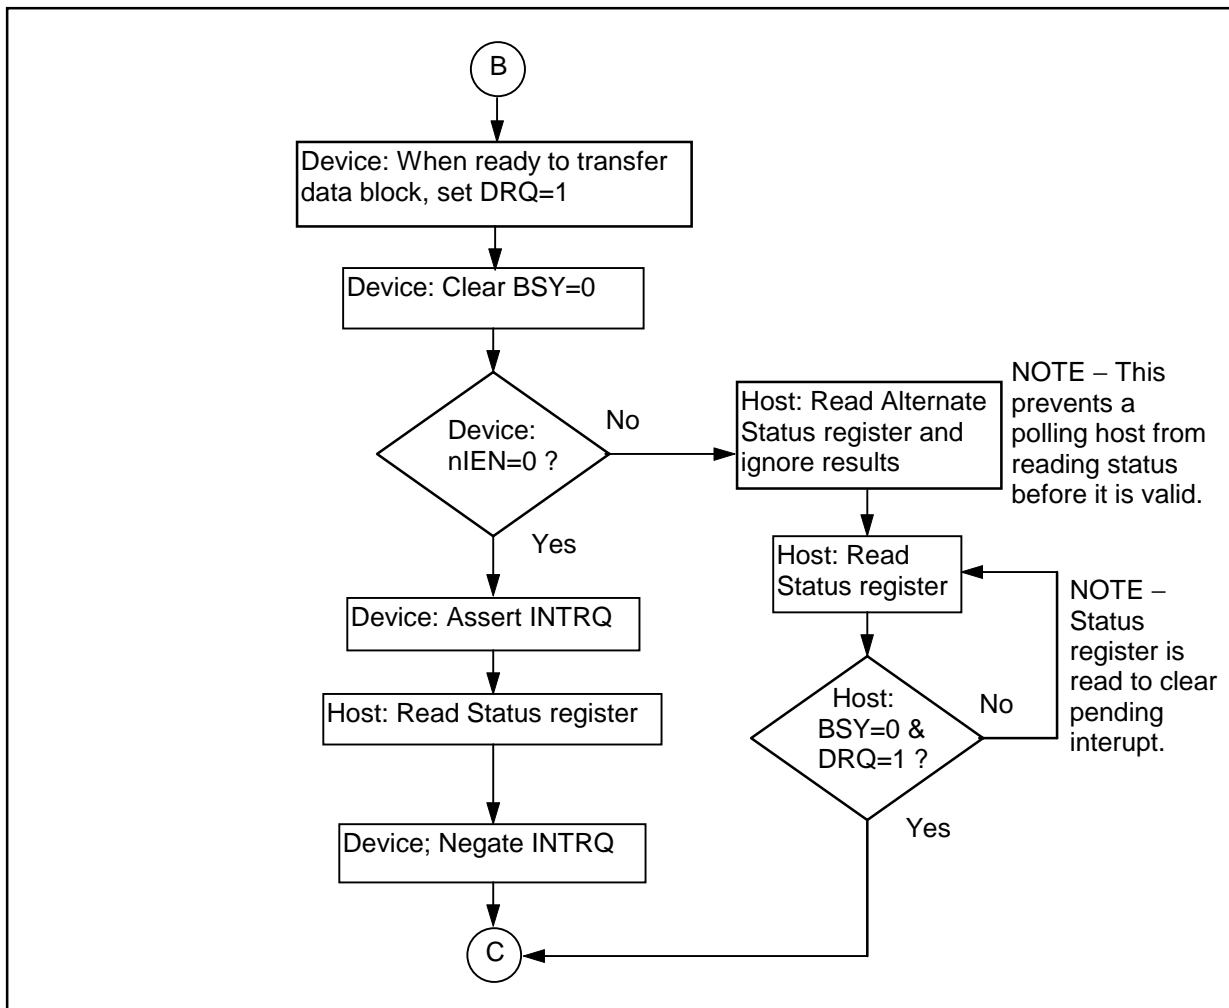 B
Device: When ready to transfer
data block, set DRQ=1
Device: Clear BSY=0
Device:
nIEN=0 ?
No
Yes
Host: Read Alternate
Status register and
ignore results
NOTE – This
prevents a
polling host from
reading status
before it is valid.
Host: Read
Status register
NOTE –
Status
register is
read to clear
pending
interupt.
Device: Assert INTRQ
Host: Read Status register
Host:
BSY=0 &
DRQ=1 ?
No
Yes
Device; Negate INTRQ
C